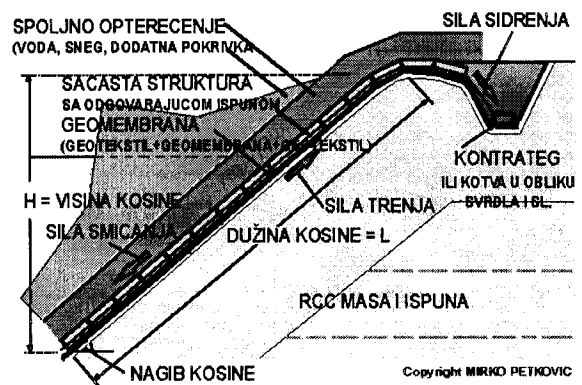 SPOLJNO OPTERECENJE
(VODA, SNEG, DODATNA POKRIVKA
SILA SIDRENJA
SACASTA STRUKTURA
SA ODGOVARAJUCOM ISPUNOM
GEOMEMBRANA
(GEOTEKSTIL+GEOMEMBRANA+GEOTEKSTIL)
KONTRATEG
ILI KOTVA U OBLIKU
SVRDLA I SL.
H = VISINA KOSINE
SILA TRENJA
SILA SMICANJA
DUŽINA KOSINE = L
RCC MASA I ISPUNA
NAGIB KOSINE
Copyright MIRKO PETKOVIC